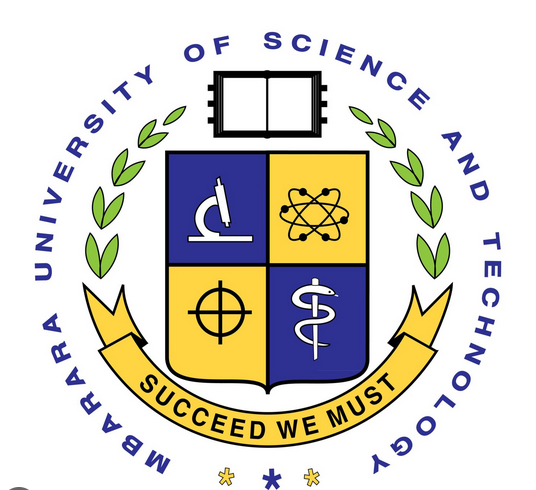 MBARARA UNIVERSITY OF SCIENCE AND TECHNOLOGY
SUCCEED WE MUST